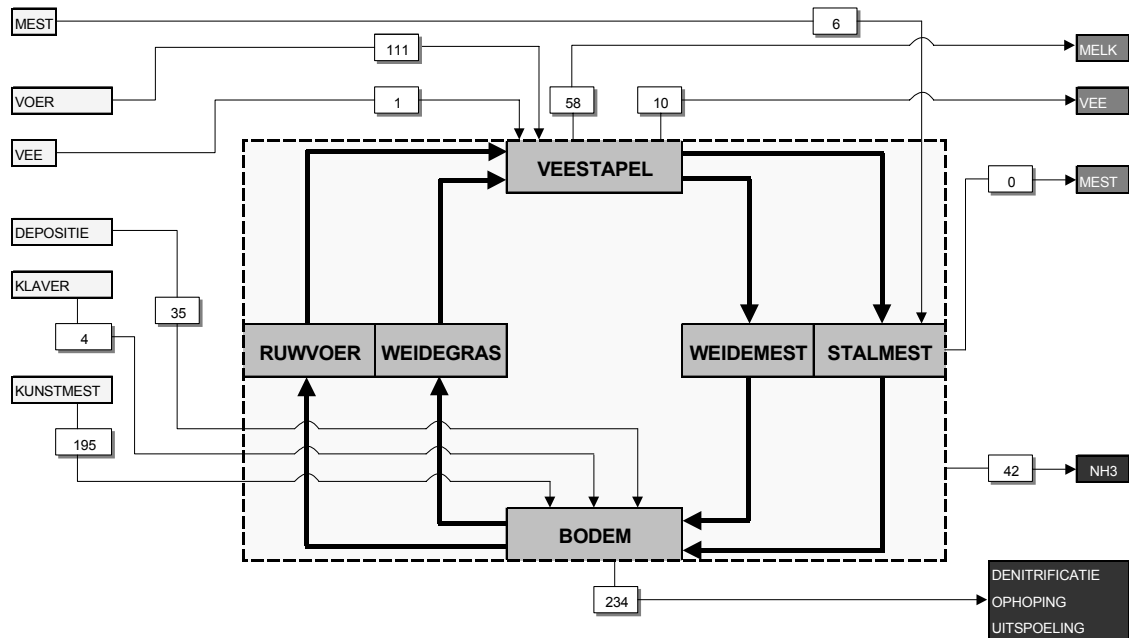 MEST
6
111
MELK
VOER
1
58
10
VEE
VEE
VEESTAPEL
0
MEST
DEPOSITIE
KLAVER
35
4
RUWVOER
WEIDEGRAS
WEIDEMEST
STALMEST
KUNSTMEST
195
42
NH3
BODEM
234
DENITRIFICATIE
OPHOPING
UITSPOELING